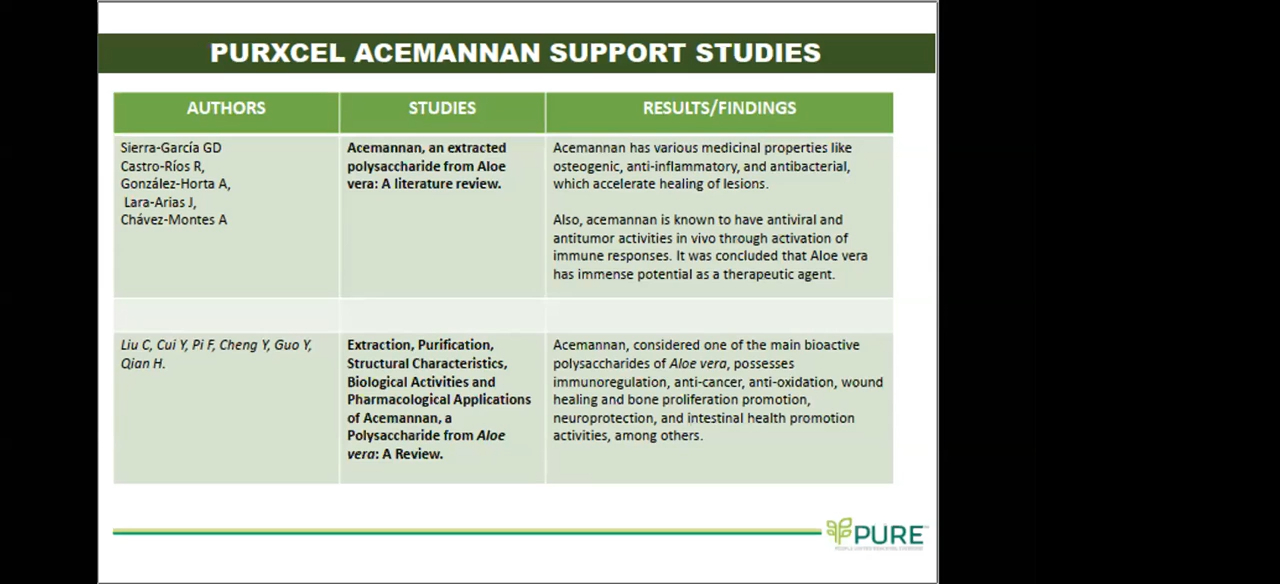 PURXCEL ACEMANNAN SUPPORT STUDIES
AUTHORS
STUDIES
RESULTS/FINDINGS
Sierra-García GD
Castro-Ríos R,
González-Horta A,
Lara-Arias J,
Chávez-Montes A
Acemannan, an extracted
polysaccharide from Aloe
vera: A literature review.
Acemannan has various medicinal properties like
osteogenic, anti-inflammatory, and antibacterial,
which accelerate healing of lesions.
Also, acemannan is known to have antiviral and
antitumor activities in vivo through activation of
immune responses. It was concluded that Aloe vera
has immense potential as a therapeutic agent.
Liu C, Cui Y, Pi F, Cheng Y, Guo Y,
Qian H.
Extraction, Purification,
Structural Characteristics,
Biological Activities and
Pharmacological Applications
of Acemannan, a
Polysaccharide from Aloe
vera: A Review.
Acemannan, considered one of the main bioactive
polysaccharides of Aloe vera, possesses
immunoregulation, anti-cancer, anti-oxidation, wound
healing and bone proliferation promotion,
neuroprotection, and intestinal health promotion
activities, among others.
PURE